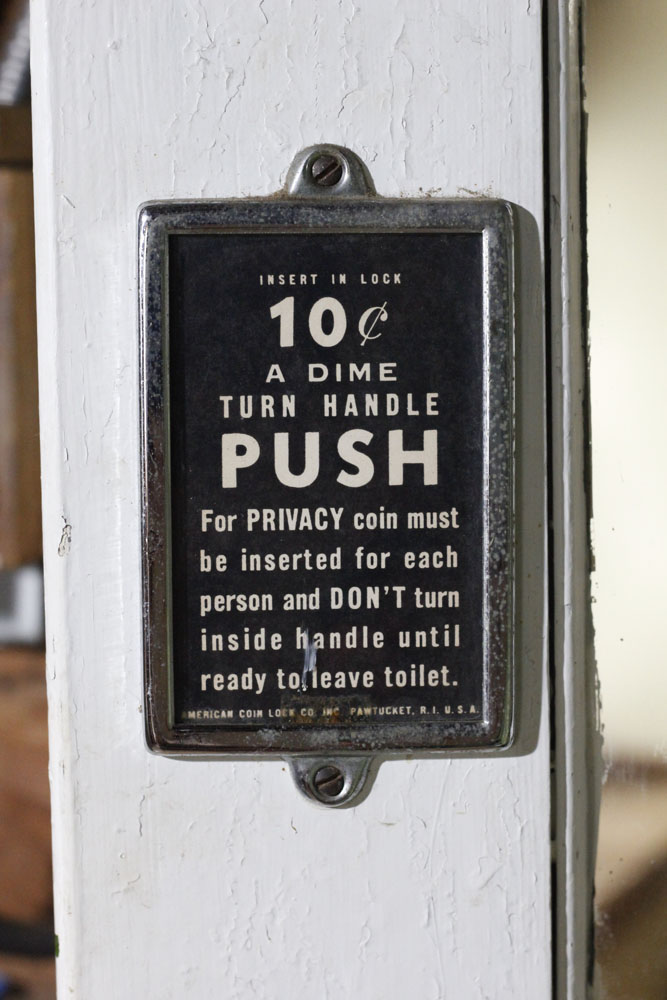 INSERT IN LOCK
10¢
A DIME
TURN HANDLE
PUSH
For PRIVACY coin must
be inserted for each
person and DON'T turn
inside handle until
ready to leave toilet.
AMERICAN COIN LOCK CO. INC. PAWTUCKET, R.I. U.S.A.